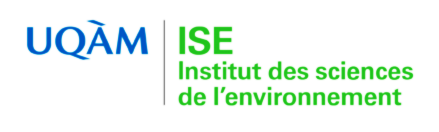 UQÀM
ISE
Institut des sciences
de l'environnement